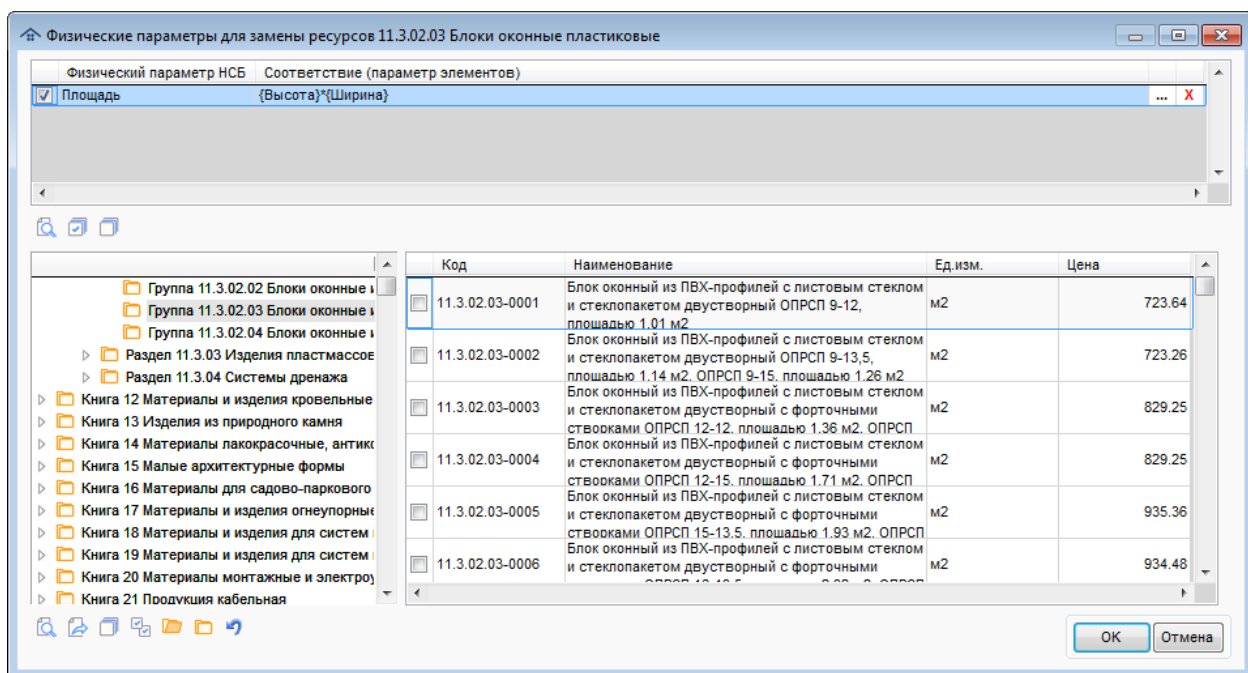 Физические параметры для замены ресурсов 11.3.02.03 Блоки оконные пластиковые
Физический параметр НСБ Соответствие (параметр элементов)
Площадь {Высота}*{Ширина} ... X
Группа 11.3.02.02 Блоки оконные
Группа 11.3.02.03 Блоки оконные
Группа 11.3.02.04 Блоки оконные
Раздел 11.3.03 Изделия пластмассов
Раздел 11.3.04 Системы дренажа
Книга 12 Материалы и изделия кровельные
Книга 13 Изделия из природного камня
Книга 14 Материалы лакокрасочные, антик
Книга 15 Малые архитектурные формы
Книга 16 Материалы для садово-паркового
Книга 17 Материалы и изделия огнеупорные
Книга 18 Материалы и изделия для систем
Книга 19 Материалы и изделия для систем
Книга 20 Материалы монтажные и электро
Книга 21 Продукция кабельная
Код Наименование Ед.изм. Цена
Блок оконный из ПВХ-профилей с листовым стеклом
11.3.02.03-0001 и стеклопакетом двустворный ОПРСП 9-12, м2 723.64
площадью 1.01 м2
Блок оконный из ПВХ-профилей с листовым стеклом
11.3.02.03-0002 и стеклопакетом двустворный ОПРСП 9-13,5, м2 723.26
площадью 1.14 м2, ОПРСП 9-15, площадью 1.26 м2
Блок оконный из ПВХ-профилей с листовым стеклом
11.3.02.03-0003 и стеклопакетом двустворный с форточными м2 829.25
створками ОПРСП 12-12, площадью 1.36 м2, ОПРСП
Блок оконный из ПВХ-профилей с листовым стеклом
11.3.02.03-0004 и стеклопакетом двустворный с форточными м2 829.25
створками ОПРСП 12-15, площадью 1.71 м2, ОПРСП
Блок оконный из ПВХ-профилей с листовым стеклом
11.3.02.03-0005 и стеклопакетом двустворный с форточными м2 935.36
створками ОПРСП 15-13,5, площадью 1.93 м2, ОПРСП
Блок оконный из ПВХ-профилей с листовым стеклом
11.3.02.03-0006 и стеклопакетом двустворный с форточными м2 934.48
OK Отмена